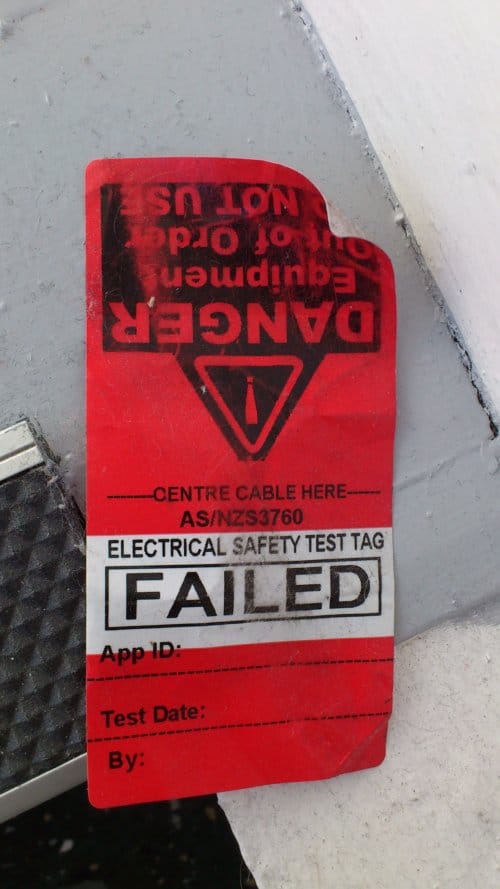 DANGER
Equipmen
Out of Order
O NOT USE
CENTRE CABLE HERE
AS/NZS3760
ELECTRICAL SAFETY TEST TAG
FAILED
App ID:
Test Date:
By: